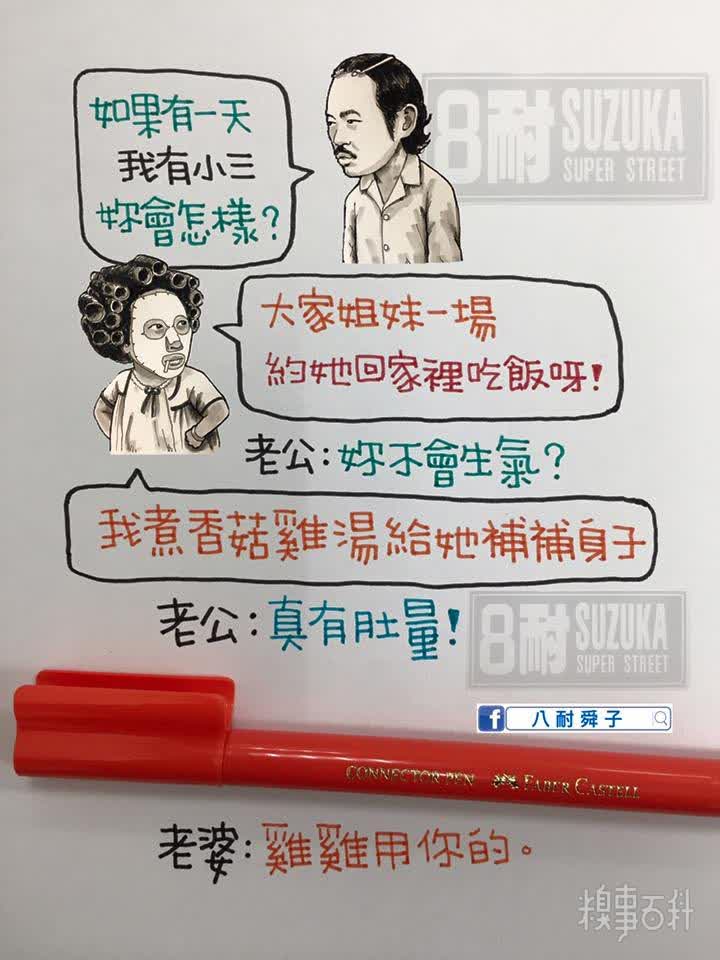 8耐 SUZUKA
SUPER STREET
如果有一天
我有小三
妳會怎樣?
大家姐妹一場
約她回家裡吃飯呀!
老公:妳不會生氣?
我煮香菇雞湯給她補補身子
老公:真有肚量!
8耐 SUZUKA
SUPER STREET
f 八耐舜子
CONNECTOR PEN FABER CASTELL
老婆:雞雞用你的。
糗事百科